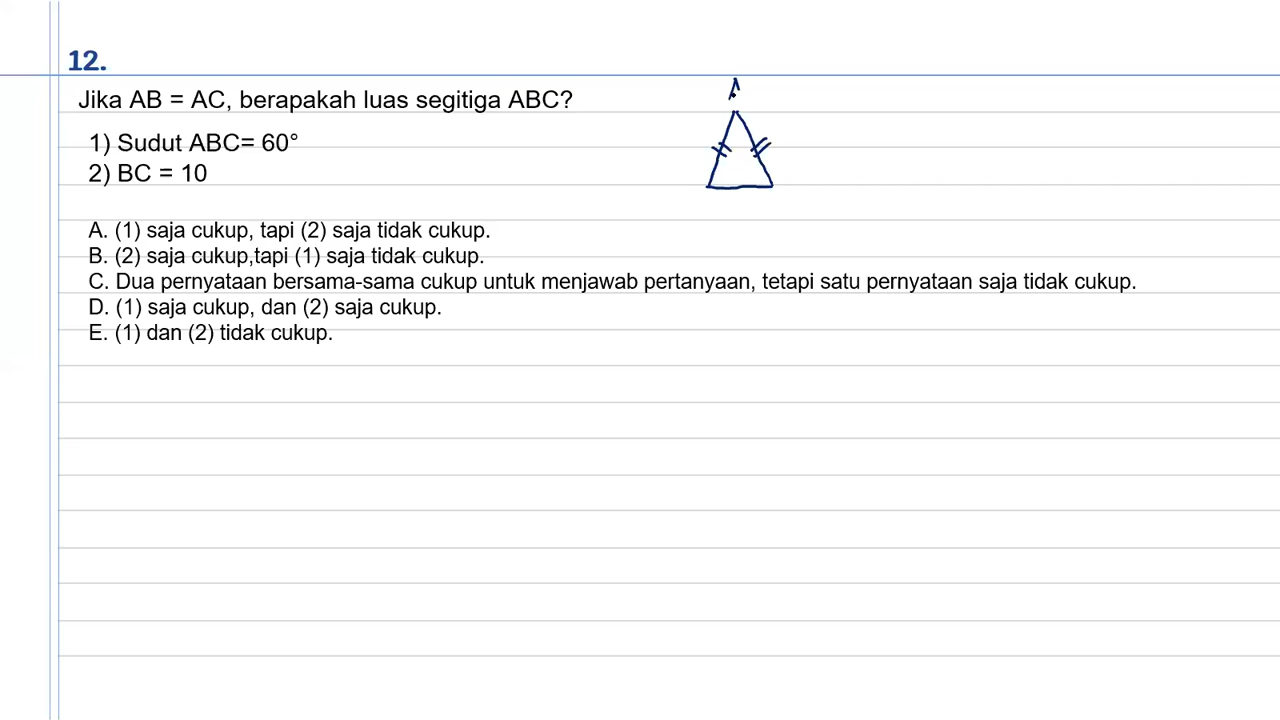 12.
Jika AB = AC, berapakah luas segitiga ABC?
A
1) Sudut ABC= 60°
2) BC = 10
A. (1) saja cukup, tapi (2) saja tidak cukup.
B. (2) saja cukup,tapi (1) saja tidak cukup.
C. Dua pernyataan bersama-sama cukup untuk menjawab pertanyaan, tetapi satu pernyataan saja tidak cukup.
D. (1) saja cukup, dan (2) saja cukup.
E. (1) dan (2) tidak cukup.